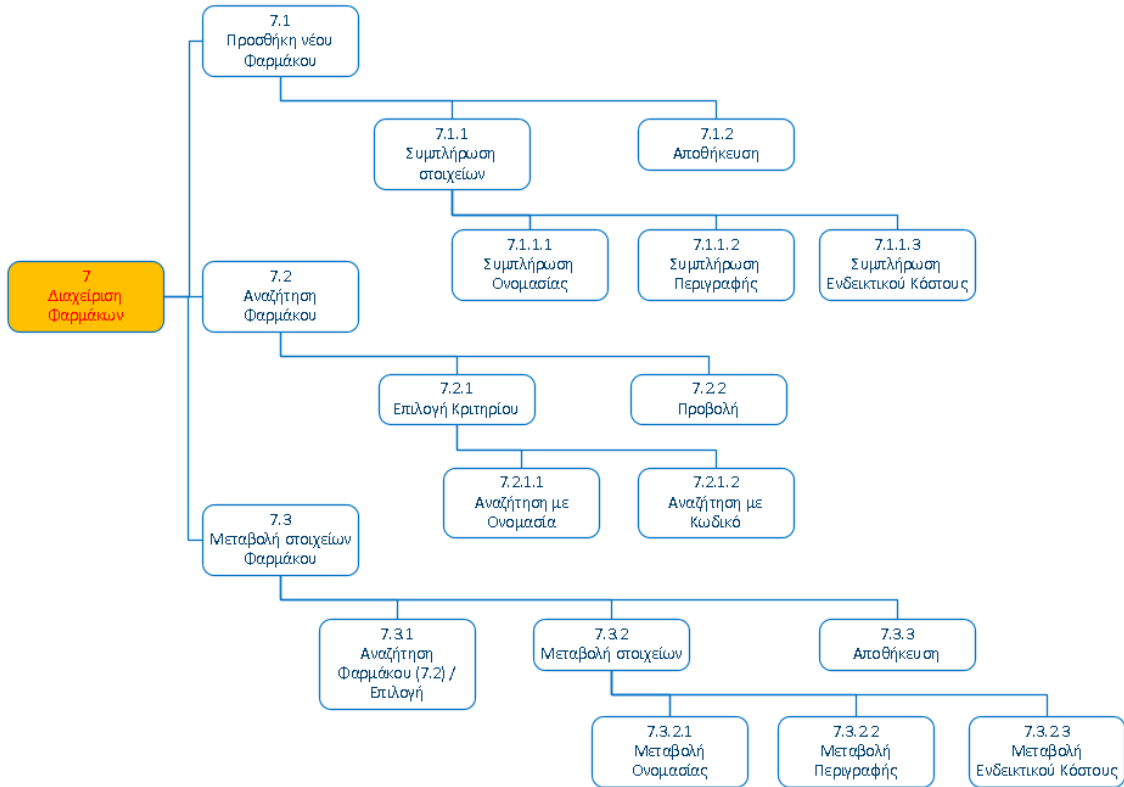 7.1
Προσθήκη νέου
Φαρμάκου
7.1.1
Συμπλήρωση
στοιχείων
7.1.2
Αποθήκευση
7.1.1.1
Συμπλήρωση
Ονομασίας
7.1.1.2
Συμπλήρωση
Περιγραφής
7.1.1.3
Συμπλήρωση
Ενδεικτικού Κόστους
7
Διαχείριση
Φαρμάκων
7.2
Αναζήτηση
Φαρμάκου
7.2.1
Επιλογή Κριτηρίου
7.2.2
Προβολή
7.2.1.1
Αναζήτηση με
Ονομασία
7.2.1.2
Αναζήτηση με
Κωδικό
7.3
Μεταβολή στοιχείων
Φαρμάκου
7.3.1
Αναζήτηση
Φαρμάκου (7.2) /
Επιλογή
7.3.2
Μεταβολή στοιχείων
7.3.3
Αποθήκευση
7.3.2.1
Μεταβολή
Ονομασίας
7.3.2.2
Μεταβολή
Περιγραφής
7.3.2.3
Μεταβολή
Ενδεικτικού Κόστους